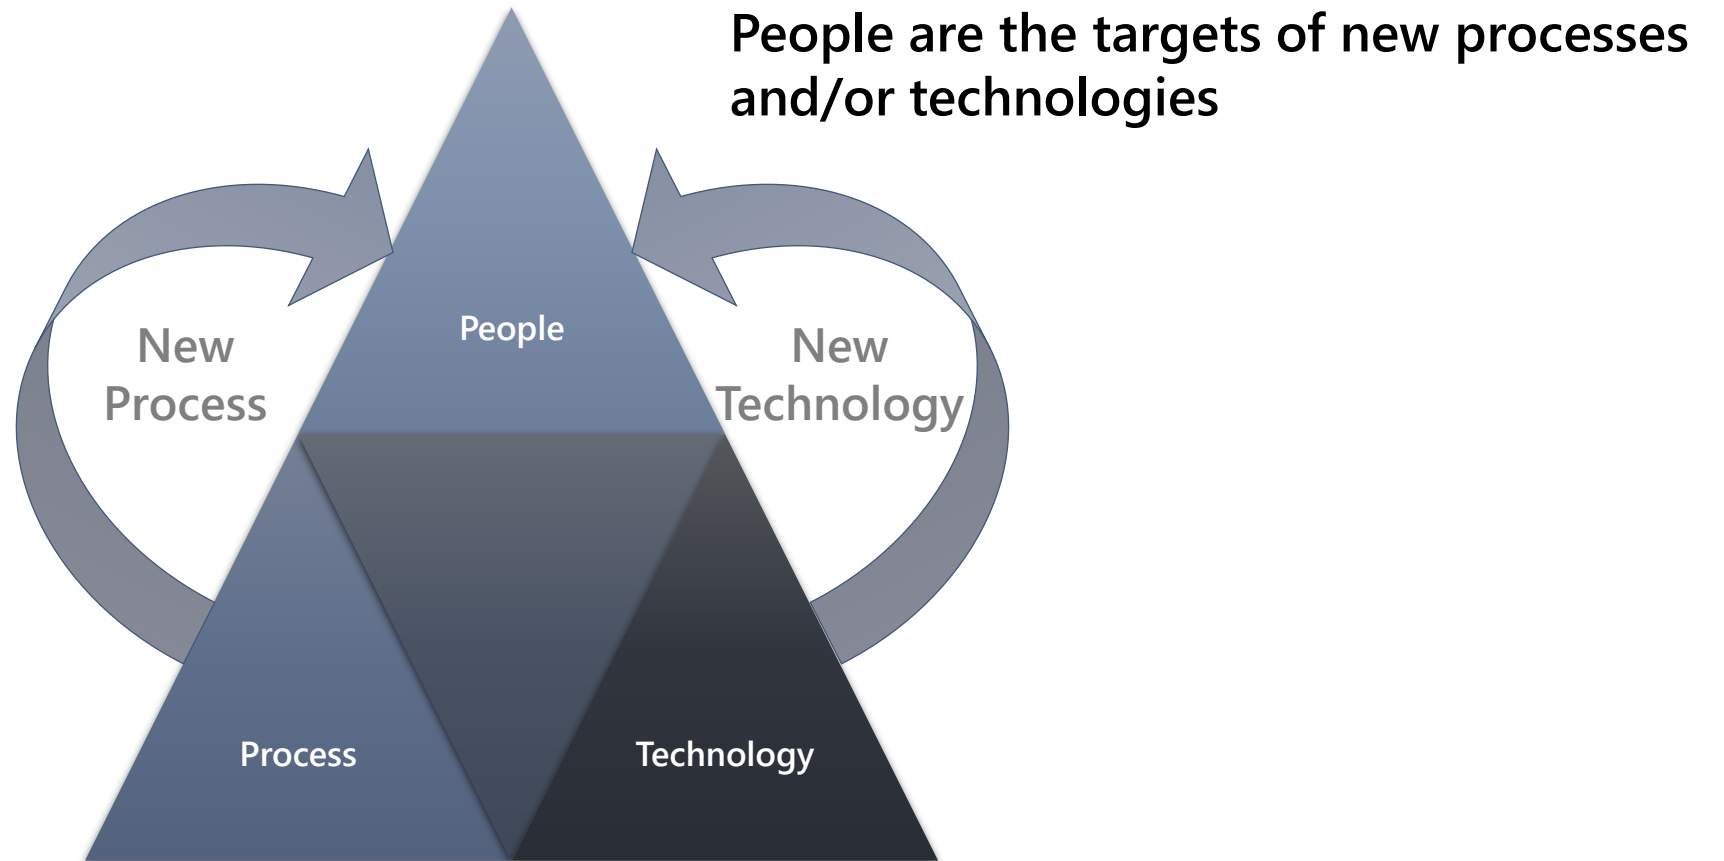 People are the targets of new processes
and/or technologies
People
New
Process
New
Technology
Process
Technology